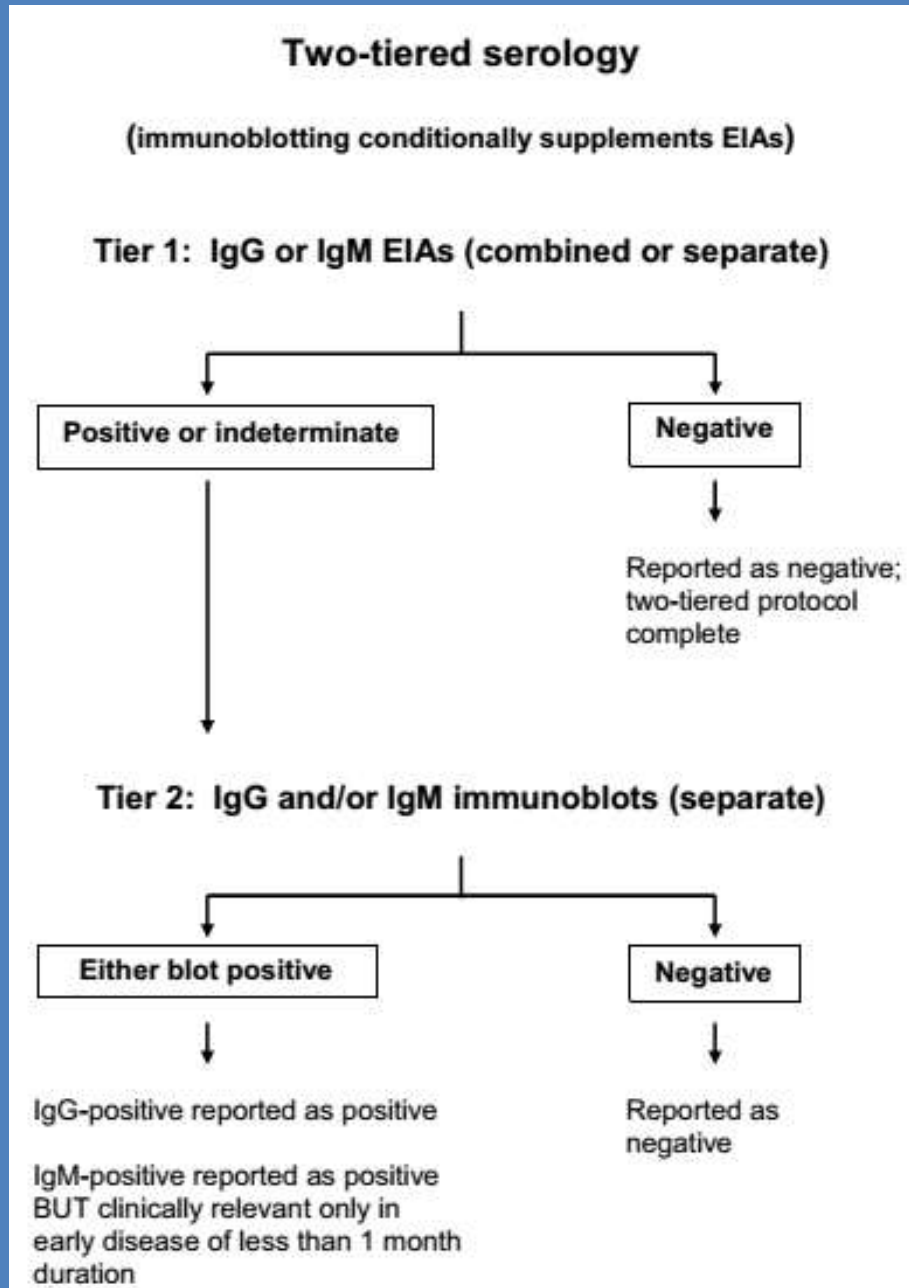 Two-tiered serology
(immunoblotting conditionally supplements EIAs)
Tier 1: IgG or IgM EIAs (combined or separate)
Positive or indeterminate
Negative
Reported as negative;
two-tiered protocol
complete
Tier 2: IgG and/or IgM immunoblots (separate)
Either blot positive
Negative
IgG-positive reported as positive
IgM-positive reported as positive
BUT clinically relevant only in
early disease of less than 1 month
duration
Reported as
negative